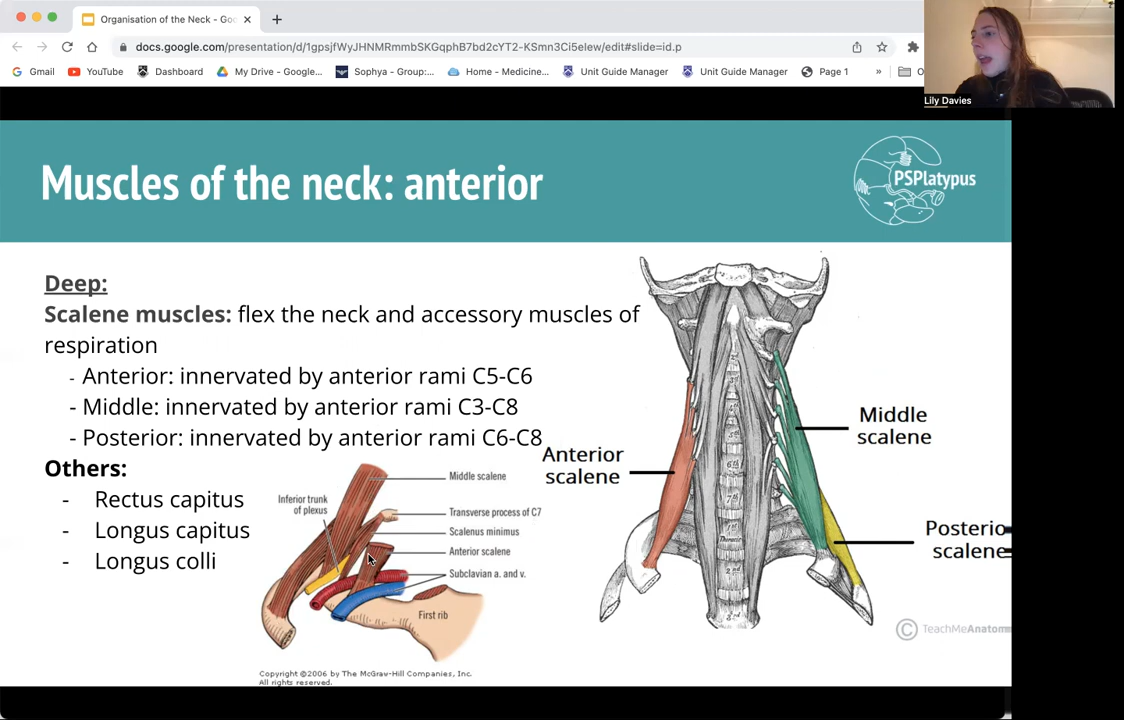 Organisation of the Neck - Goo
docs.google.com/presentation/d/1gpsjfWyJHNMRmmbSKGqphB7bd2cYT2-KSmn3Ci5elew/edit#slide=id.p
Gmail
YouTube
Dashboard
My Drive - Google...
Sophya - Group:...
Home - Medicine...
Unit Guide Manager
Unit Guide Manager
Page 1
»
Lily Davies
Muscles of the neck: anterior
PSPlatypus
Deep:
Scalene muscles: flex the neck and accessory muscles of
respiration
- Anterior: innervated by anterior rami C5-C6
- Middle: innervated by anterior rami C3-C8
- Posterior: innervated by anterior rami C6-C8
Others:
- Rectus capitus
- Longus capitus
- Longus colli
Inferior trunk
of plexus
Middle scalene
Transverse process of C7
Scalenus minimus
Anterior scalene
Subclavian a. and v.
First rib
Copyright ©2006 by The McGraw-Hill Companies, Inc.
All rights reserved.
Anterior
scalene
Middle
scalene
Posterio
scalene
5th
6th
7th
2nd
© TeachMeAnatom